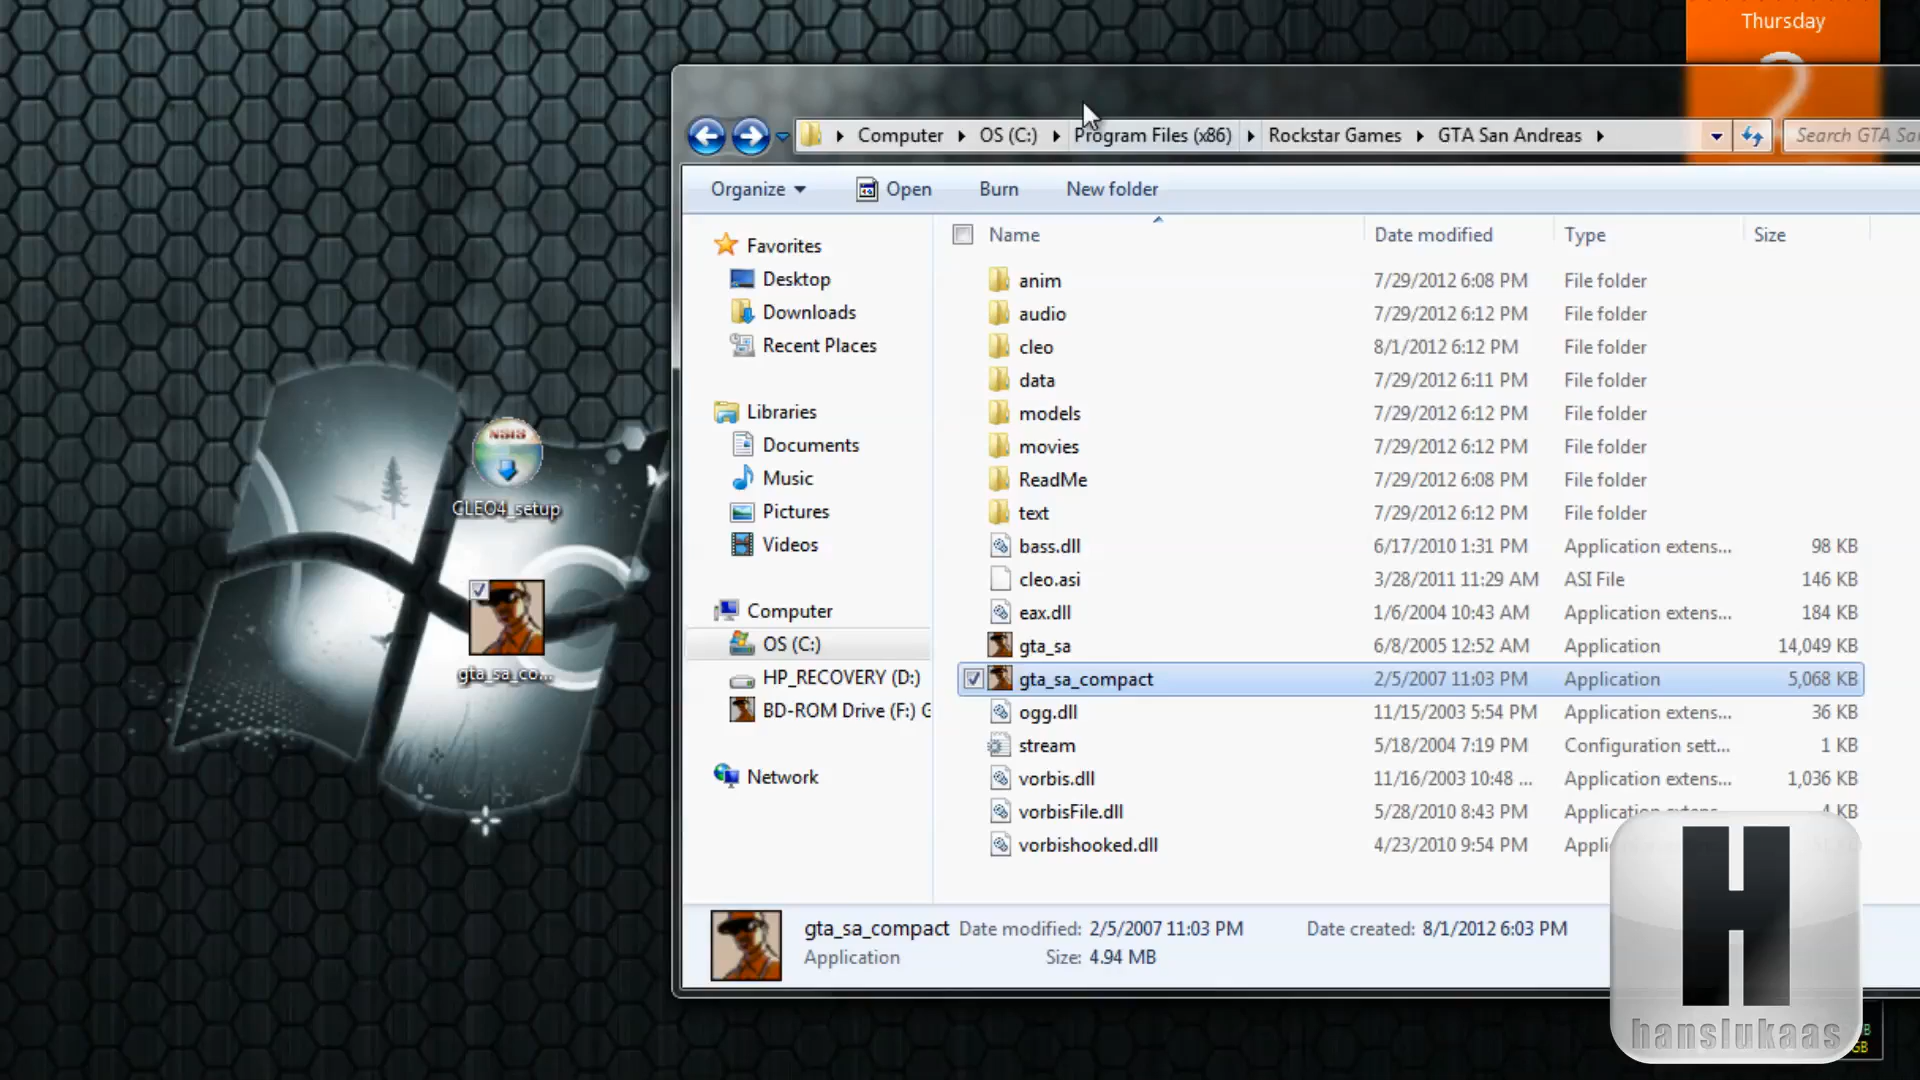 Thursday
2
Computer OS (C:) Program Files (x86) Rockstar Games GTA San Andreas
Search GTA Sa
Organize Open Burn New folder
Name Date modified Type Size
Favorites
Desktop
Downloads
Recent Places
Libraries
Documents
Music
Pictures
Videos
Computer
OS (C:)
HP_RECOVERY (D:)
BD-ROM Drive (F:) G
Network
anim 7/29/2012 6:08 PM File folder
audio 7/29/2012 6:12 PM File folder
cleo 8/1/2012 6:12 PM File folder
data 7/29/2012 6:11 PM File folder
models 7/29/2012 6:12 PM File folder
movies 7/29/2012 6:12 PM File folder
ReadMe 7/29/2012 6:08 PM File folder
text 7/29/2012 6:12 PM File folder
bass.dll 6/17/2010 1:31 PM Application extens... 98 KB
cleo.asi 3/28/2011 11:29 AM ASI File 146 KB
eax.dll 1/6/2004 10:43 AM Application extens... 184 KB
gta_sa 6/8/2005 12:52 AM Application 14,049 KB
gta_sa_compact 2/5/2007 11:03 PM Application 5,068 KB
ogg.dll 11/15/2003 5:54 PM Application extens... 36 KB
stream 5/18/2004 7:19 PM Configuration sett... 1 KB
vorbis.dll 11/16/2003 10:48 ... Application extens... 1,036 KB
vorbisFile.dll 5/28/2010 8:43 PM Application extens... 4 KB
vorbishooked.dll 4/23/2010 9:54 PM Appli
gta_sa_compact Date modified: 2/5/2007 11:03 PM Date created: 8/1/2012 6:03 PM
Application Size: 4.94 MB
NSIS
CLEO4_setup
gta_sa_co...
H
hanslukaas
B
GB